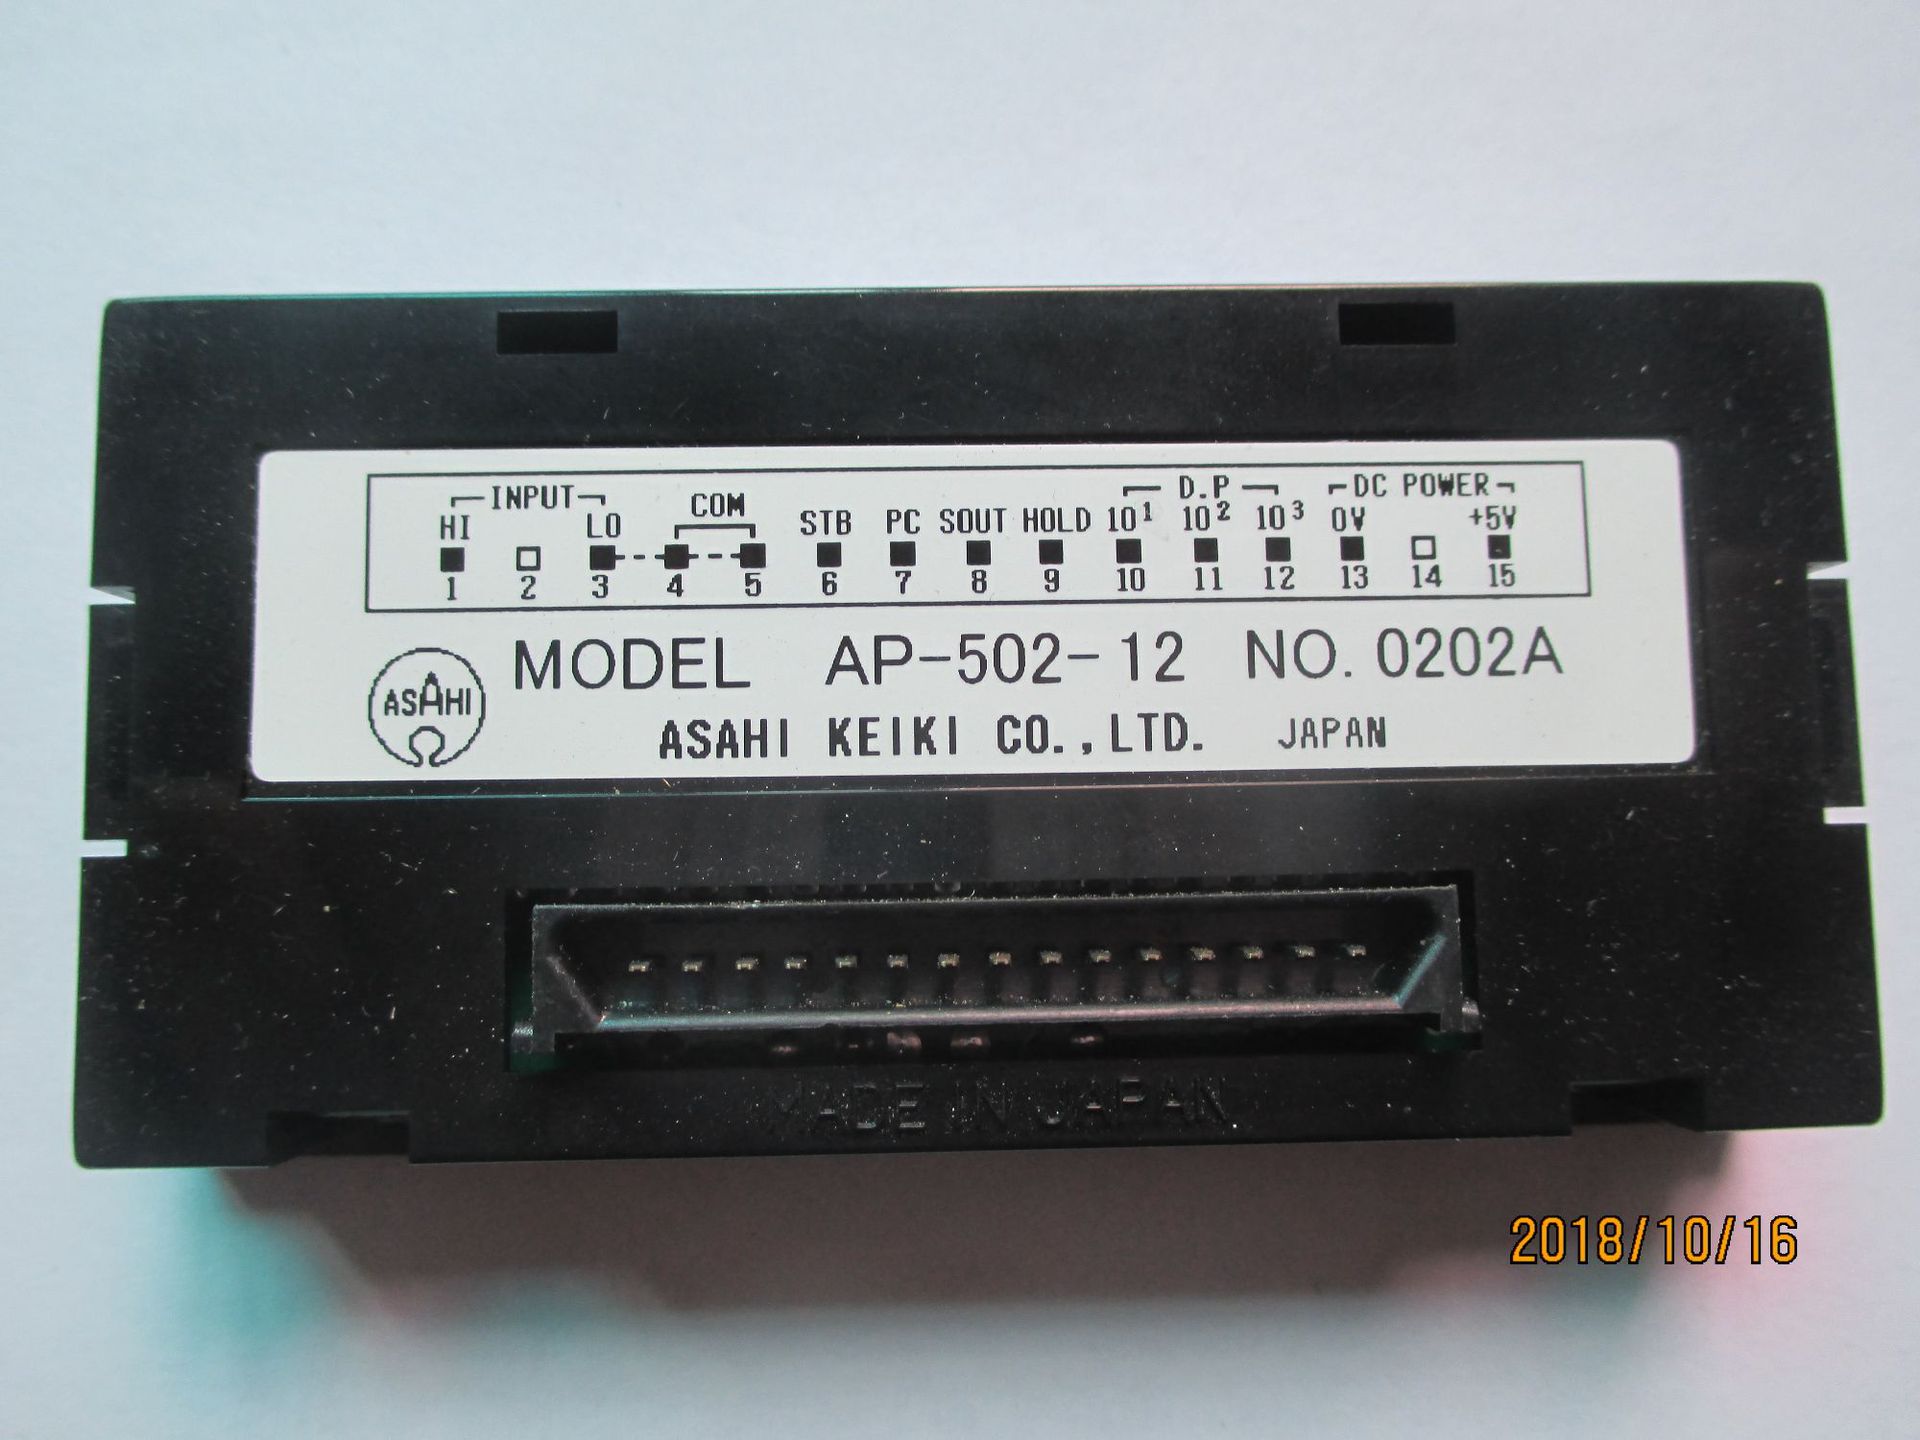 INPUT COM D.P DC POWER
HI LO STB PC SOUT HOLD 10¹ 10² 10³ 0V +5V
1 2 3 4 5 6 7 8 9 10 11 12 13 14 15
ASAHI
MODEL AP-502-12 NO. 0202A
ASAHI KEIKI CO.,LTD. JAPAN
MADE IN JAPAN
2018/10/16